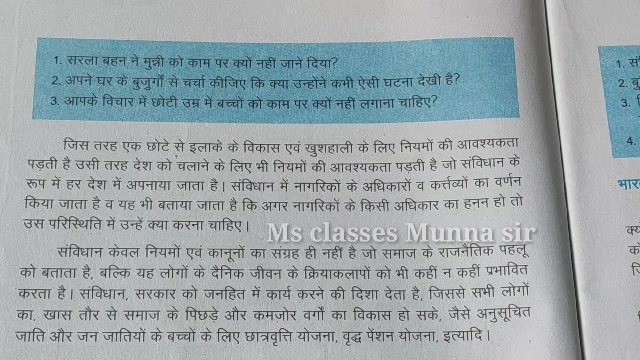 1. सरला बहन ने मुन्नी को काम पर क्यों नहीं जाने दिया?
2. अपने घर के बुजुर्गों से चर्चा कीजिए कि क्या उन्होंने कभी ऐसी घटना देखी है?
3. आपके विचार में छोटी उम्र में बच्चों को काम पर क्यों नहीं लगाना चाहिए?
जिस तरह एक छोटे से इलाके के विकास एवं खुशहाली के लिए नियमों की आवश्यकता
पड़ती है उसी तरह देश को चलाने के लिए भी नियमों की आवश्यकता पड़ती है जो संविधान के
रूप में हर देश में अपनाया जाता है। संविधान में नागरिकों के अधिकारों व कर्त्तव्यों का वर्णन
किया जाता है व यह भी बताया जाता है कि अगर नागरिकों के किसी अधिकार का हनन हो तो
उस परिस्थिति में उन्हें क्या करना चाहिए।
Ms classes Munna sir
संविधान केवल नियमों एवं कानूनों का संग्रह ही नहीं है जो समाज के राजनैतिक पहलू
को बताता है, बल्कि यह लोगों के दैनिक जीवन के क्रियाकलापों को भी कहीं न कहीं प्रभावित
करता है। संविधान, सरकार को जनहित में कार्य करने की दिशा देता है, जिससे सभी लोगों
का, खास तौर से समाज के पिछड़े और कमजोर वर्गों का विकास हो सके, जैसे अनुसूचित
जाति और जन जातियों के बच्चों के लिए छात्रवृत्ति योजना, वृद्ध पेंशन योजना, इत्यादि।
1.
2.
3.
4.